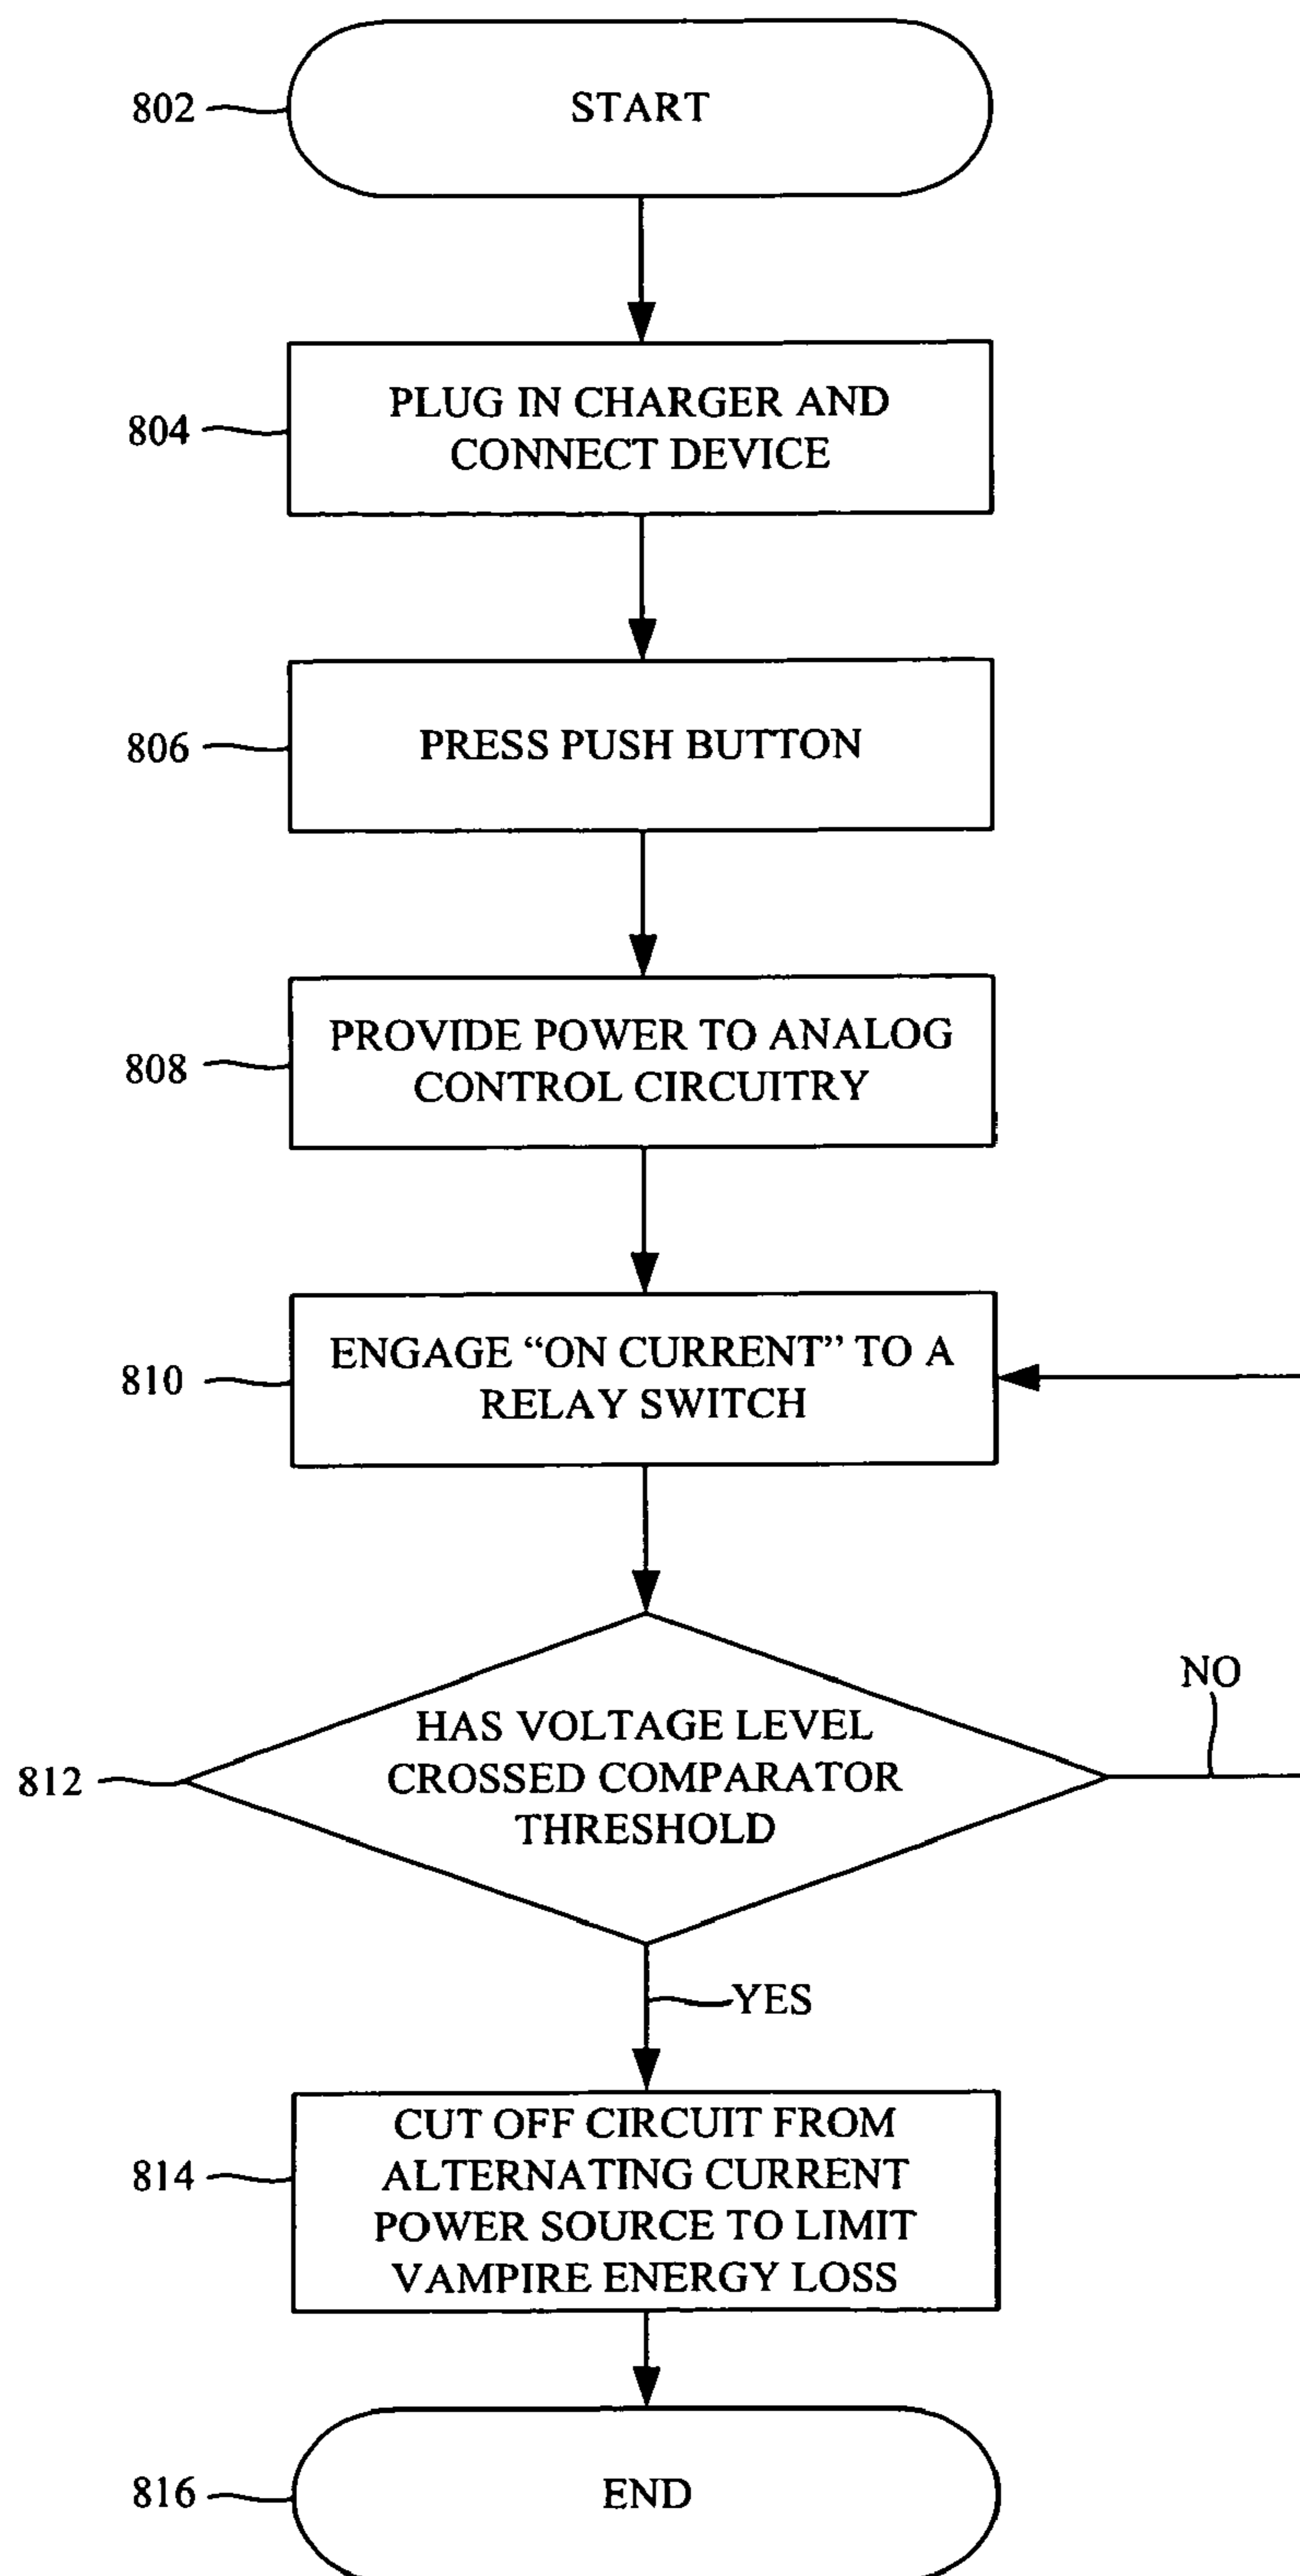 802
START
804
PLUG IN CHARGER AND
CONNECT DEVICE
806
PRESS PUSH BUTTON
808
PROVIDE POWER TO ANALOG
CONTROL CIRCUITRY
810
ENGAGE “ON CURRENT” TO A
RELAY SWITCH
812
HAS VOLTAGE LEVEL
CROSSED COMPARATOR
THRESHOLD
NO
YES
814
CUT OFF CIRCUIT FROM
ALTERNATING CURRENT
POWER SOURCE TO LIMIT
VAMPIRE ENERGY LOSS
816
END